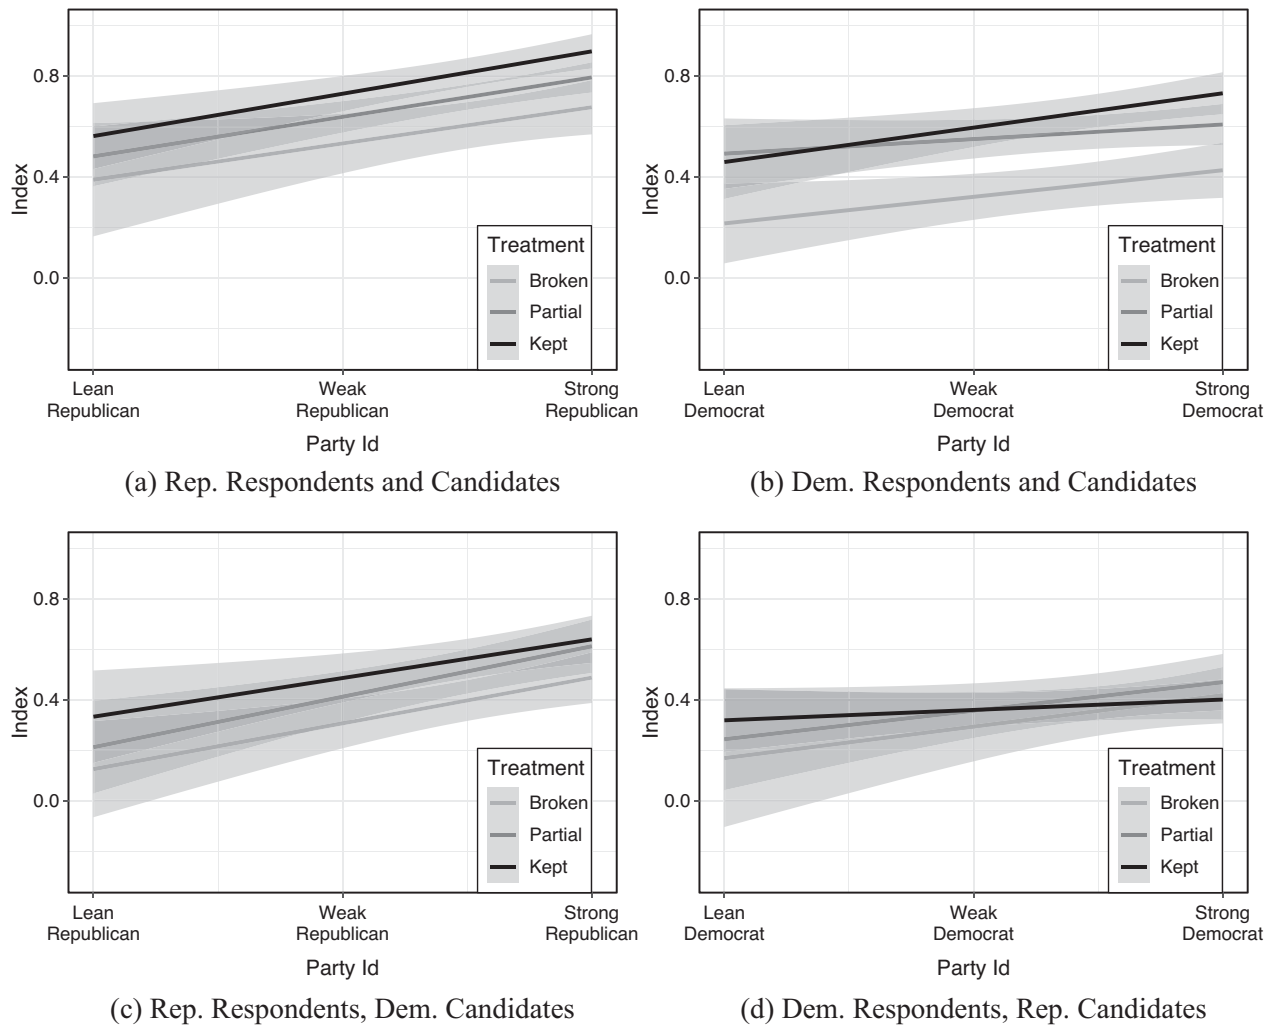 0.8
0.4
0.0
Index
Treatment
Broken
Partial
Kept
Lean Republican
Weak Republican
Strong Republican
Party Id
(a) Rep. Respondents and Candidates
0.8
0.4
0.0
Index
Treatment
Broken
Partial
Kept
Lean Democrat
Weak Democrat
Strong Democrat
Party Id
(b) Dem. Respondents and Candidates
0.8
0.4
0.0
Index
Treatment
Broken
Partial
Kept
Lean Republican
Weak Republican
Strong Republican
Party Id
(c) Rep. Respondents, Dem. Candidates
0.8
0.4
0.0
Index
Treatment
Broken
Partial
Kept
Lean Democrat
Weak Democrat
Strong Democrat
Party Id
(d) Dem. Respondents, Rep. Candidates